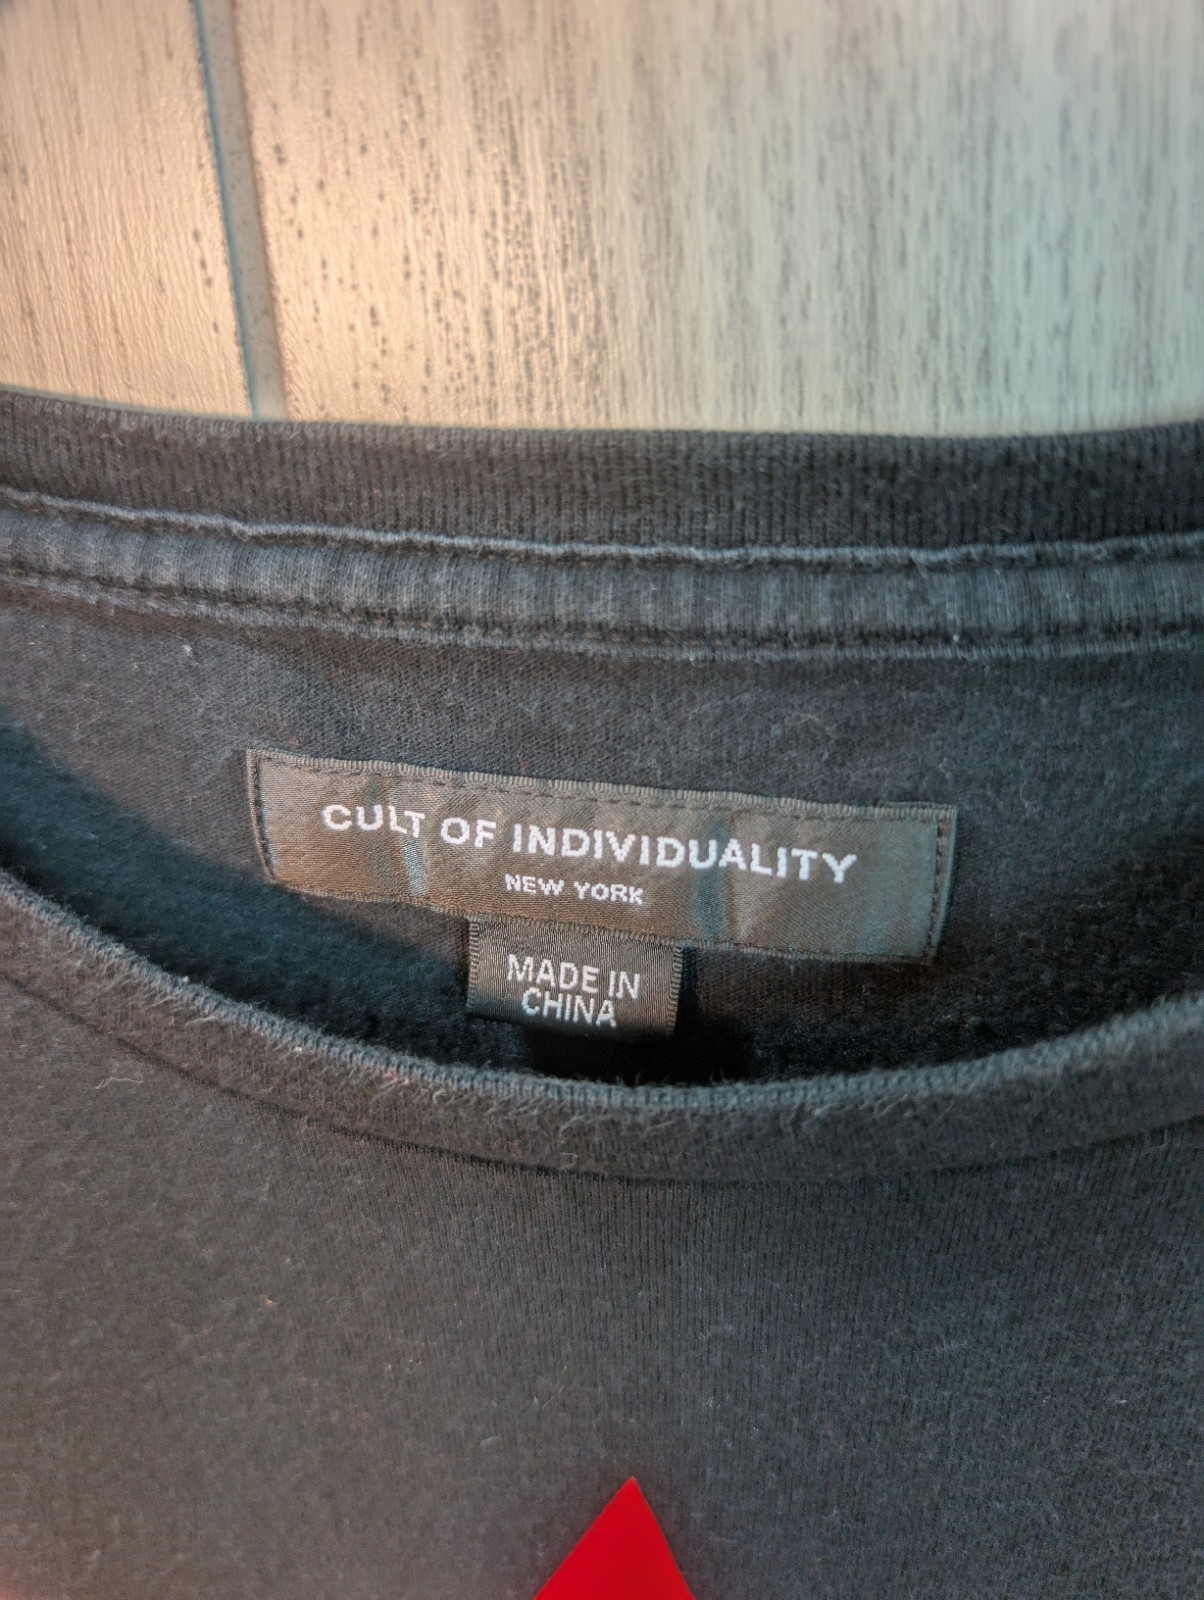 CULT OF INDIVIDUALITY
NEW YORK
MADE IN
CHINA